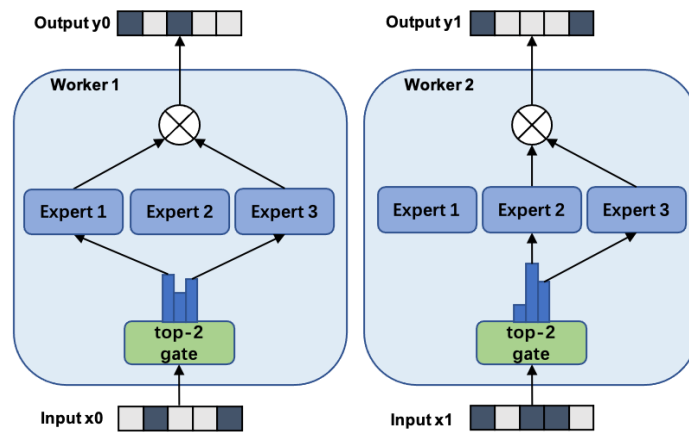 Output y0
Worker 1
Expert 1
Expert 2
Expert 3
top-2
gate
Input x0
Output y1
Worker 2
Expert 1
Expert 2
Expert 3
top-2
gate
Input x1